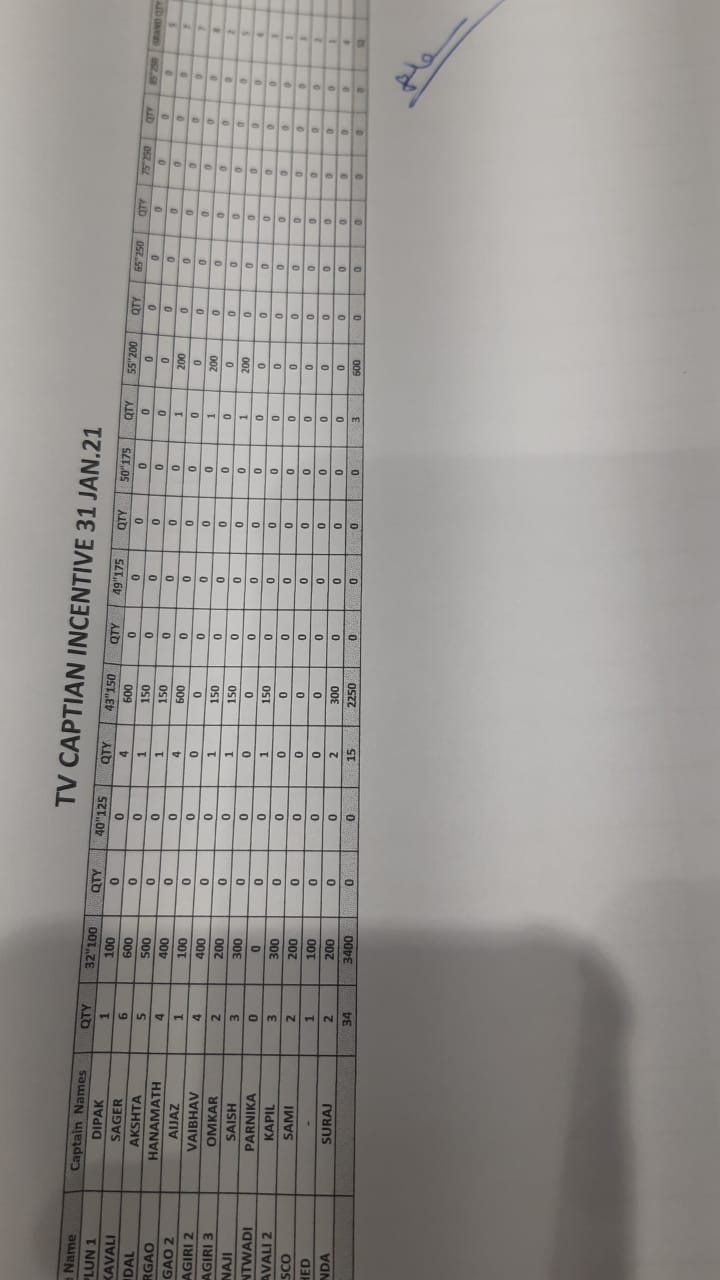 TV CAPTIAN INCENTIVE 31 JAN.21
Name Captain Names QTY 32"100 QTY 40"125 QTY 43"150 QTY 49"175 QTY 50"175 QTY 55"200 QTY 65"250 QTY 75"250 QTY 85"250 GRAND QTY
PLUN 1 DIPAK 1 100 0 0 4 600 0 0 0 0 0 0 0 0 0 0 0 0 5
KAVALI SAGER 6 600 0 0 1 150 0 0 0 0 0 0 0 0 0 0 0 0 7
DAL AKSHTA 5 500 0 0 1 150 0 0 0 0 1 200 0 0 0 0 0 0 7
RGAO HANAMATH 4 400 0 0 4 600 0 0 0 0 0 0 0 0 0 0 0 0 8
GAO 2 AIJAZ 1 100 0 0 0 0 0 0 0 0 1 200 0 0 0 0 0 0 2
AGIRI 2 VAIBHAV 4 400 0 0 1 150 0 0 0 0 0 0 0 0 0 0 0 0 5
AGIRI 3 OMKAR 2 200 0 0 1 150 0 0 0 0 1 200 0 0 0 0 0 0 4
NAJI SAISH 3 300 0 0 0 0 0 0 0 0 0 0 0 0 0 0 0 0 3
NTWADI PARNIKA 0 0 0 0 1 150 0 0 0 0 0 0 0 0 0 0 0 0 1
AVALI 2 KAPIL 3 300 0 0 0 0 0 0 0 0 0 0 0 0 0 0 0 0 3
SCO SAMI 2 200 0 0 0 0 0 0 0 0 0 0 0 0 0 0 0 0 2
HED - 1 100 0 0 0 0 0 0 0 0 0 0 0 0 0 0 0 0 1
NDA SURAJ 2 200 0 0 2 300 0 0 0 0 0 0 0 0 0 0 0 0 4
34 3400 0 0 15 2250 0 0 0 0 3 600 0 0 0 0 0 0 52